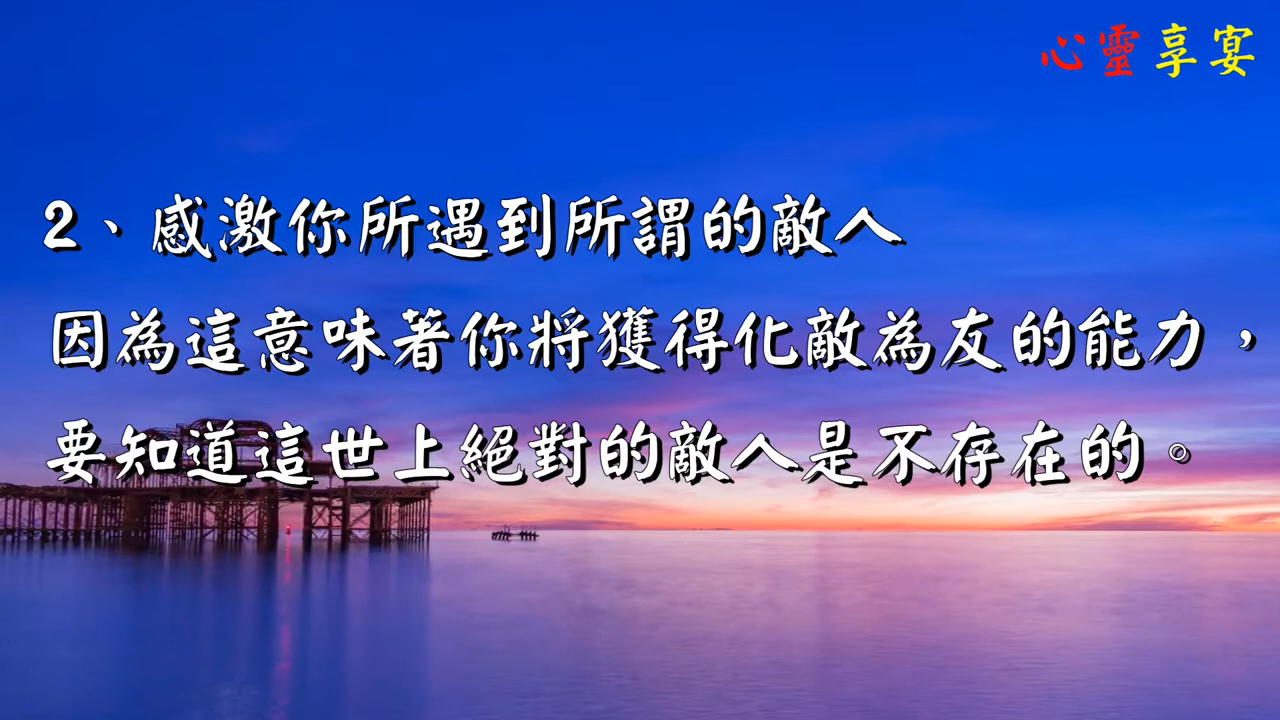 心靈享宴
2、感激你所遇到所謂的敵人
因為這意味著你將獲得化敵為友的能力，
要知道這世上絕對的敵人是不存在的。